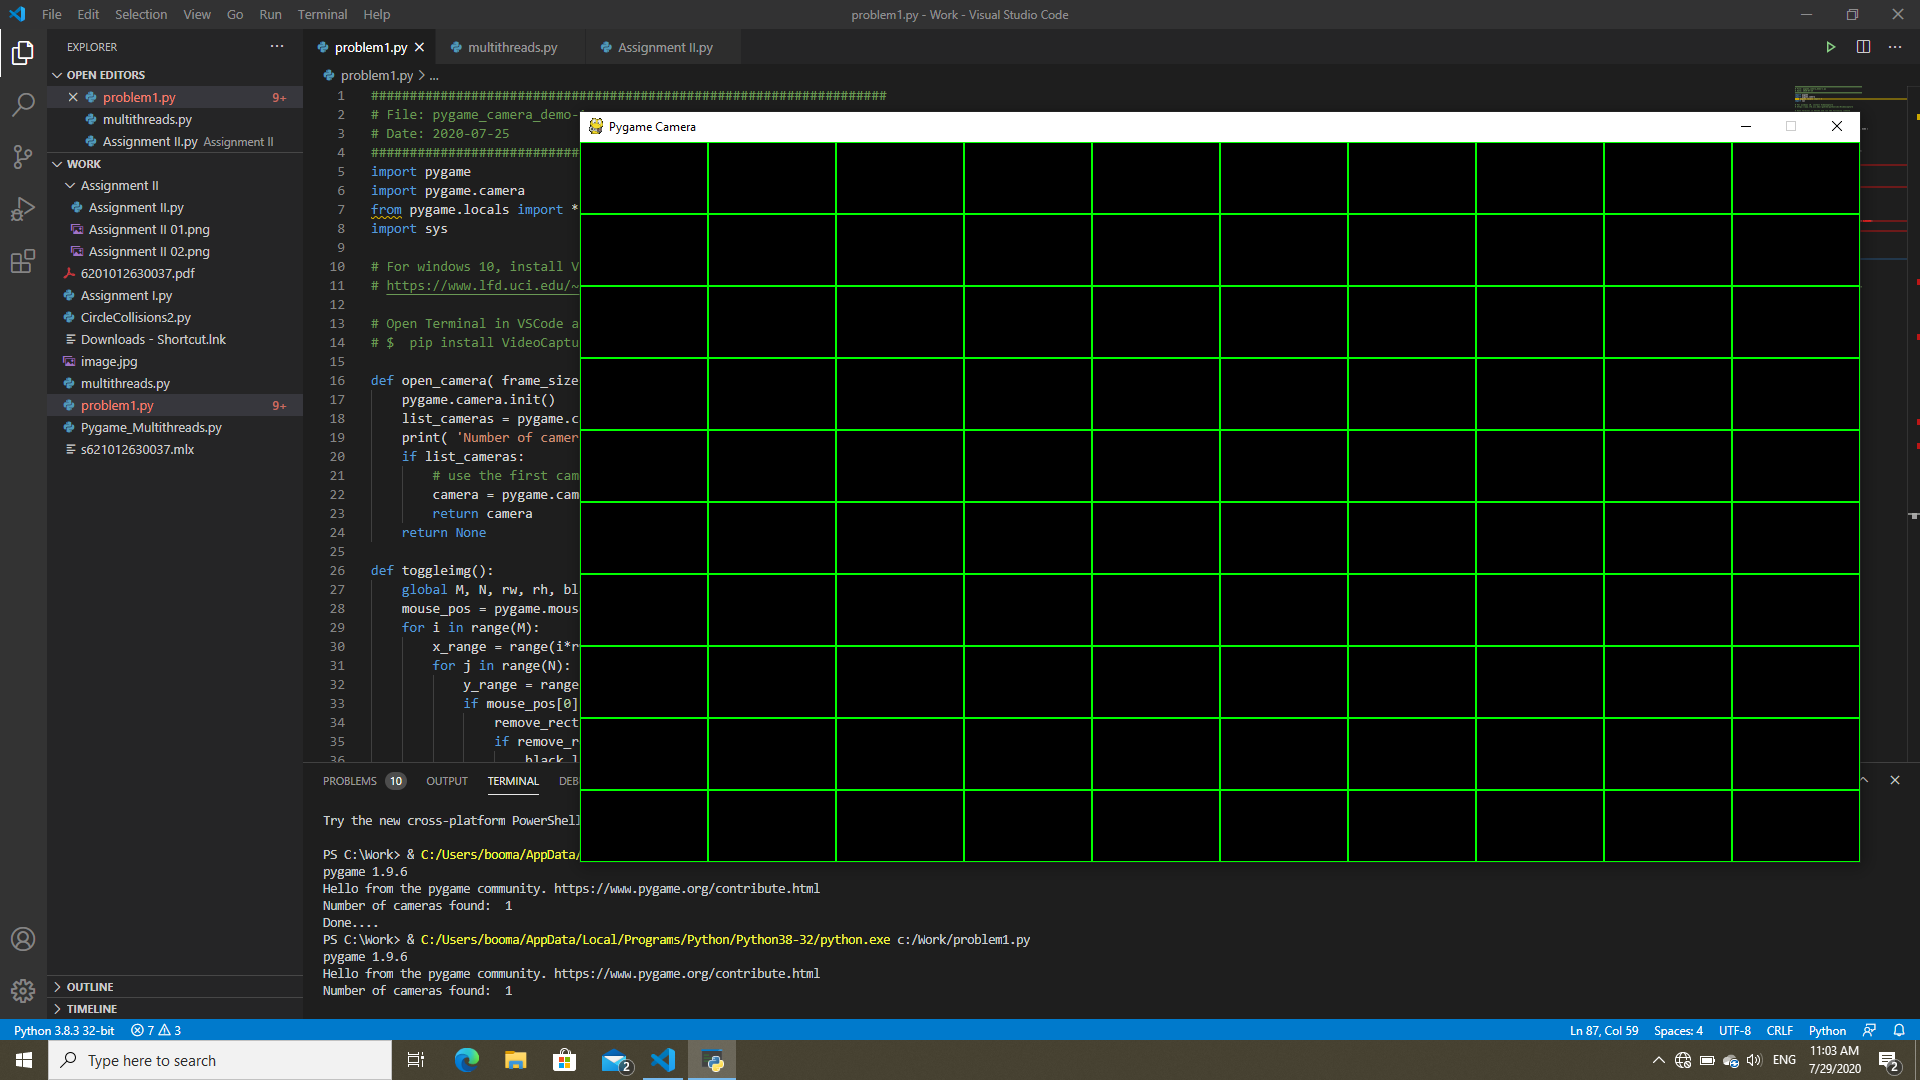 File Edit Selection View Go Run Terminal Help
problem1.py - Work - Visual Studio Code
EXPLORER
OPEN EDITORS
problem1.py 9+
multithreads.py
Assignment II.py Assignment II
WORK
Assignment II
Assignment II.py
Assignment II 01.png
Assignment II 02.png
6201012630037.pdf
Assignment I.py
CircleCollisions2.py
Downloads - Shortcut.lnk
image.jpg
multithreads.py
problem1.py 9+
Pygame_Multithreads.py
s621012630037.mlx
OUTLINE
TIMELINE
problem1.py
multithreads.py
Assignment II.py
problem1.py > ...
1 ###################################################################
2 # File: pygame_camera_demo-
3 # Date: 2020-07-25
4 ###########################
5 import pygame
6 import pygame.camera
7 from pygame.locals import *
8 import sys
9
10 # For windows 10, install V
11 # https://www.lfd.uci.edu/~
12
13 # Open Terminal in VSCode a
14 # $  pip install VideoCaptu
15
16 def open_camera( frame_size
17 pygame.camera.init()
18 list_cameras = pygame.c
19 print( 'Number of camer
20 if list_cameras:
21 # use the first cam
22 camera = pygame.cam
23 return camera
24 return None
25
26 def toggleimg():
27 global M, N, rw, rh, bl
28 mouse_pos = pygame.mous
29 for i in range(M):
30 x_range = range(i*r
31 for j in range(N):
32 y_range = range
33 if mouse_pos[0]
34 remove_rect
35 if remove_r
36 black_l
Pygame Camera
PROBLEMS 10 OUTPUT TERMINAL DEB
Try the new cross-platform PowerShell
PS C:\Work> & C:/Users/booma/AppData/
pygame 1.9.6
Hello from the pygame community. https://www.pygame.org/contribute.html
Number of cameras found:  1
Done....
PS C:\Work> & C:/Users/booma/AppData/Local/Programs/Python/Python38-32/python.exe c:/Work/problem1.py
pygame 1.9.6
Hello from the pygame community. https://www.pygame.org/contribute.html
Number of cameras found:  1
Python 3.8.3 32-bit 7 3
Ln 87, Col 59 Spaces: 4 UTF-8 CRLF Python
Type here to search
2
ENG
11:03 AM
7/29/2020
2